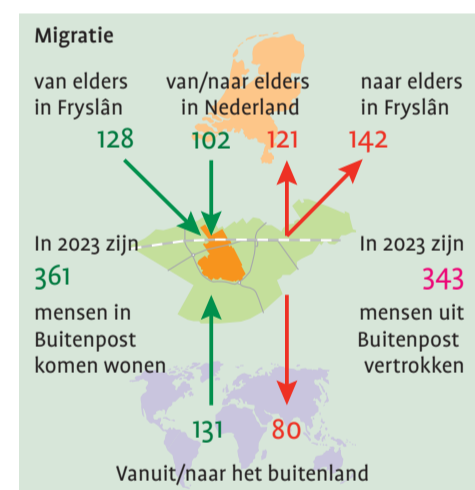 Migratie
van elders
in Fryslân
128
van/naar elders
in Nederland
102 121
naar elders
in Fryslân
142
In 2023 zijn
361
mensen in
Buitenpost
komen wonen
In 2023 zijn
343
mensen uit
Buitenpost
vertrokken
131 80
Vanuit/naar het buitenland